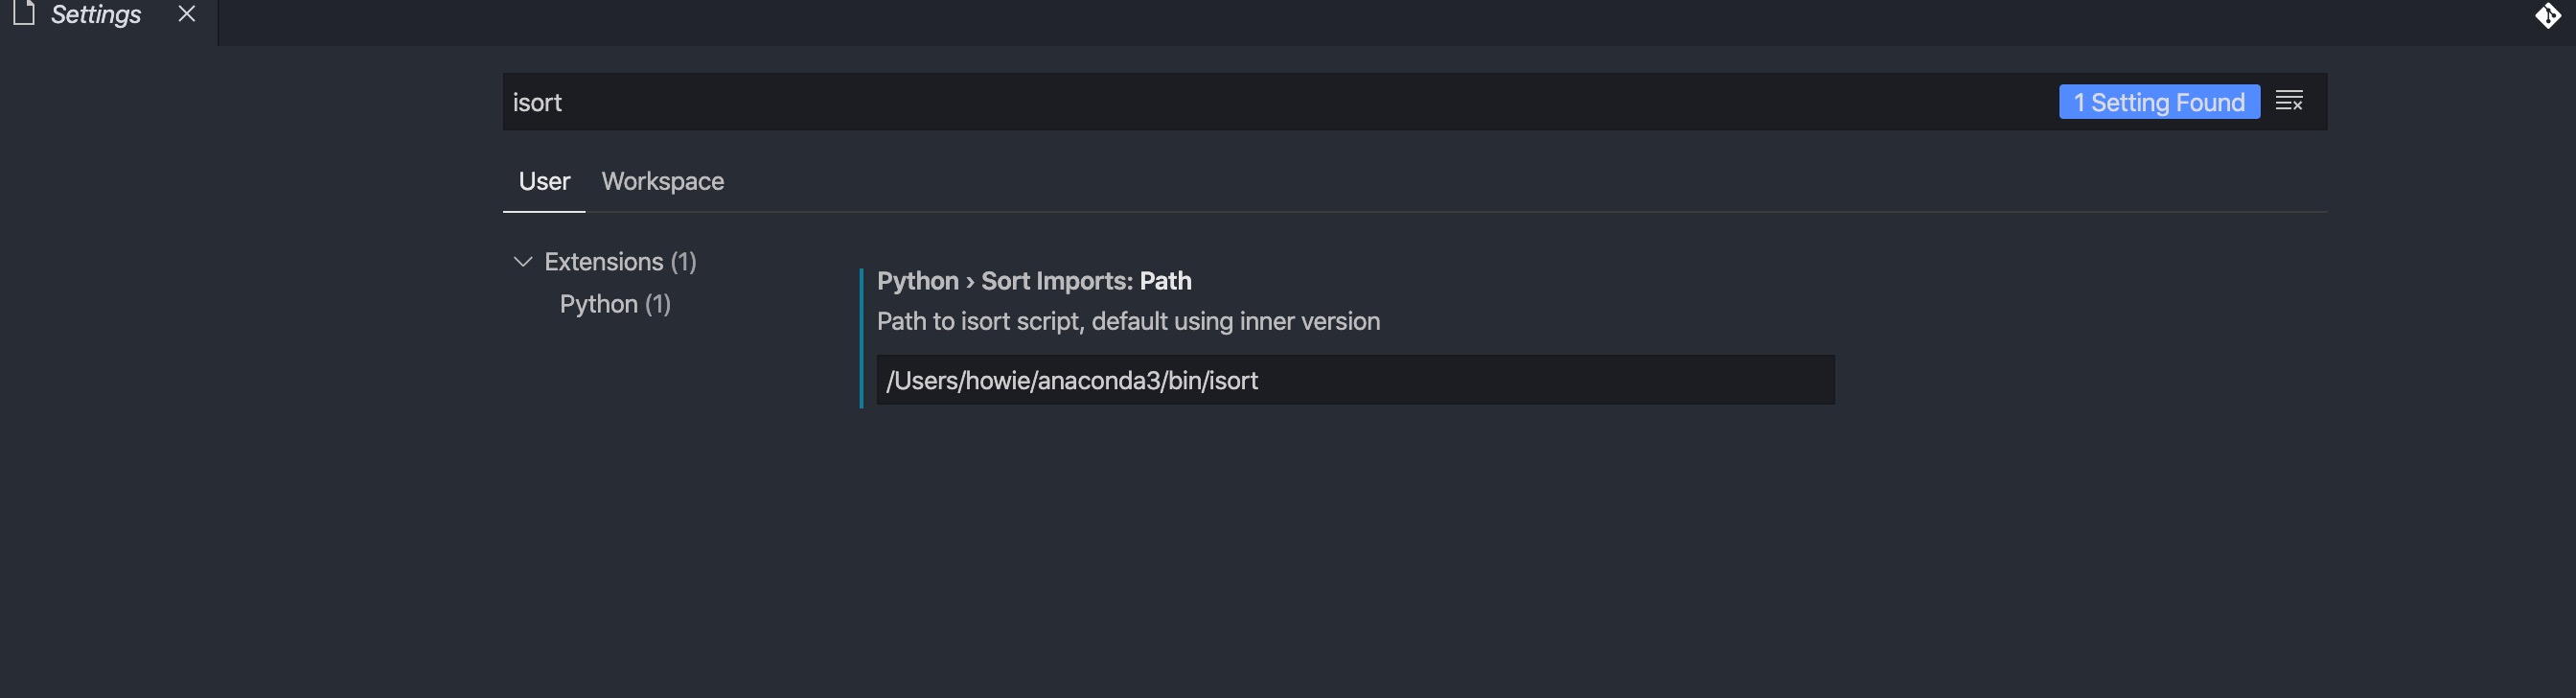 Settings
isort
1 Setting Found
User Workspace
Extensions (1)
Python (1)
Python › Sort Imports: Path
Path to isort script, default using inner version
/Users/howie/anaconda3/bin/isort